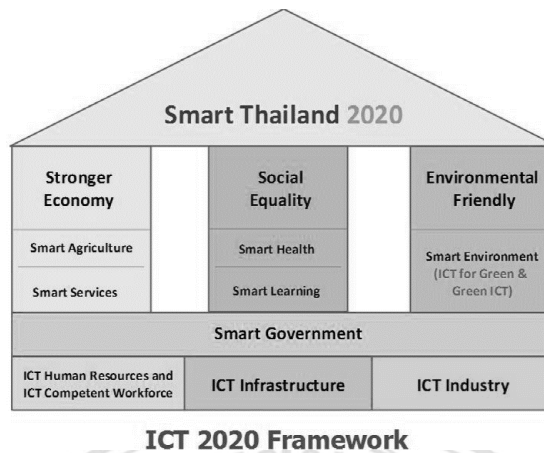 Smart Thailand 2020
Stronger
Economy
Smart Agriculture
Smart Services
Social
Equality
Smart Health
Smart Learning
Environmental
Friendly
Smart Environment
(ICT for Green &
Green ICT)
Smart Government
ICT Human Resources and
ICT Competent Workforce
ICT Infrastructure
ICT Industry
ICT 2020 Framework